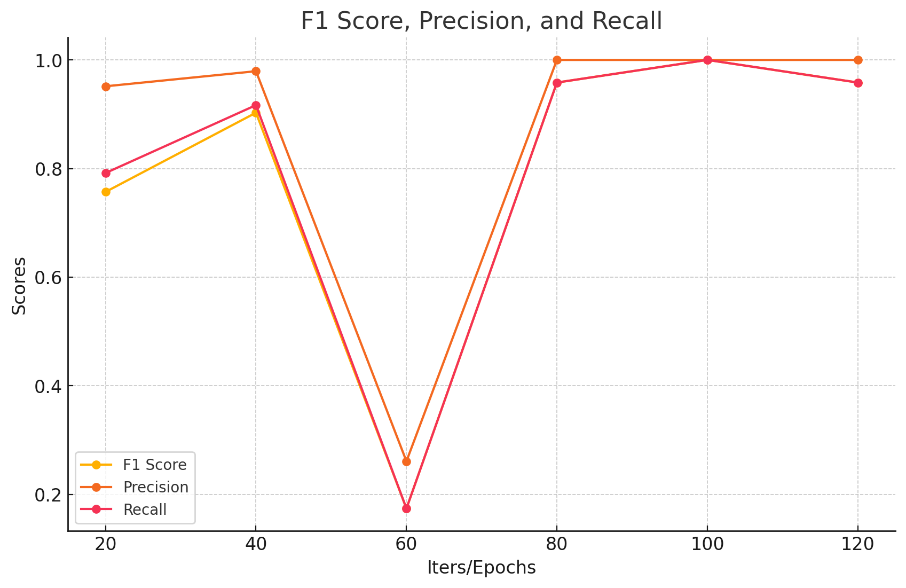 F1 Score, Precision, and Recall
1.0
0.8
0.6
0.4
0.2
Scores
F1 Score
Precision
Recall
20 40 60 80 100 120
Iters/Epochs